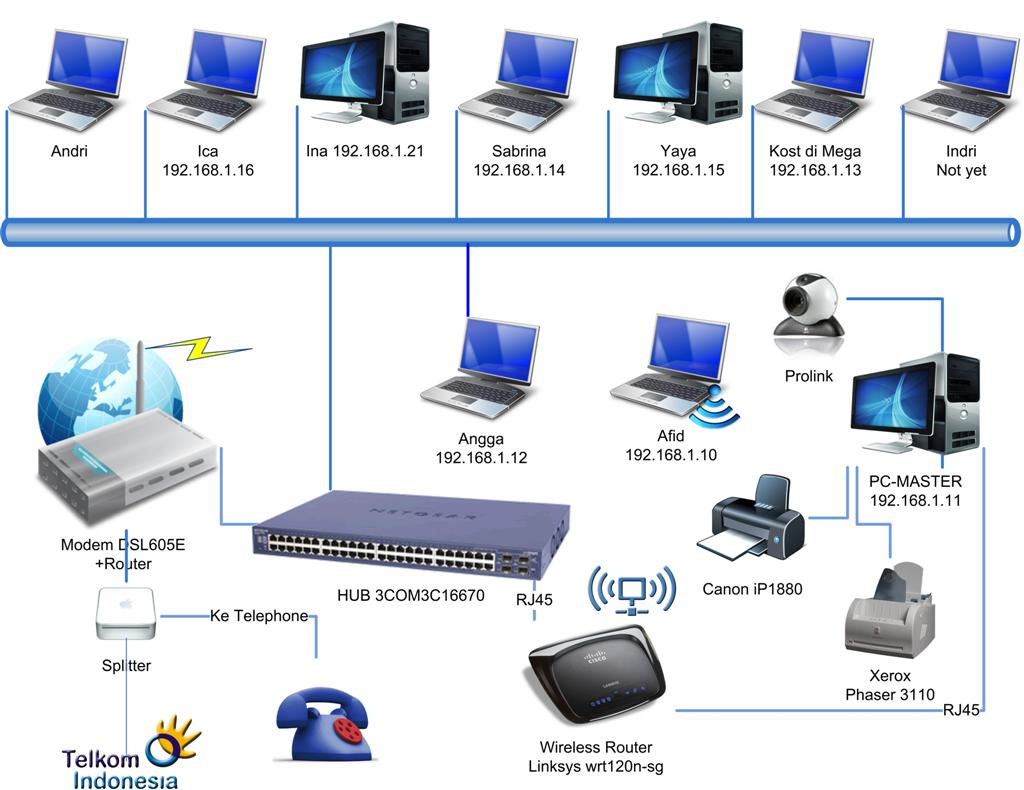 Andri
Ica
192.168.1.16
Ina 192.168.1.21
Sabrina
192.168.1.14
Yaya
192.168.1.15
Kost di Mega
192.168.1.13
Indri
Not yet
Prolink
Angga
192.168.1.12
Afid
192.168.1.10
PC-MASTER
192.168.1.11
NETGEAR
Modem DSL605E
+Router
HUB 3COM3C16670
RJ45
Canon iP1880
Ke Telephone
Splitter
CISCO
Linksys
Xerox
Phaser 3110
RJ45
Wireless Router
Linksys wrt120n-sg
Telkom
Indonesia